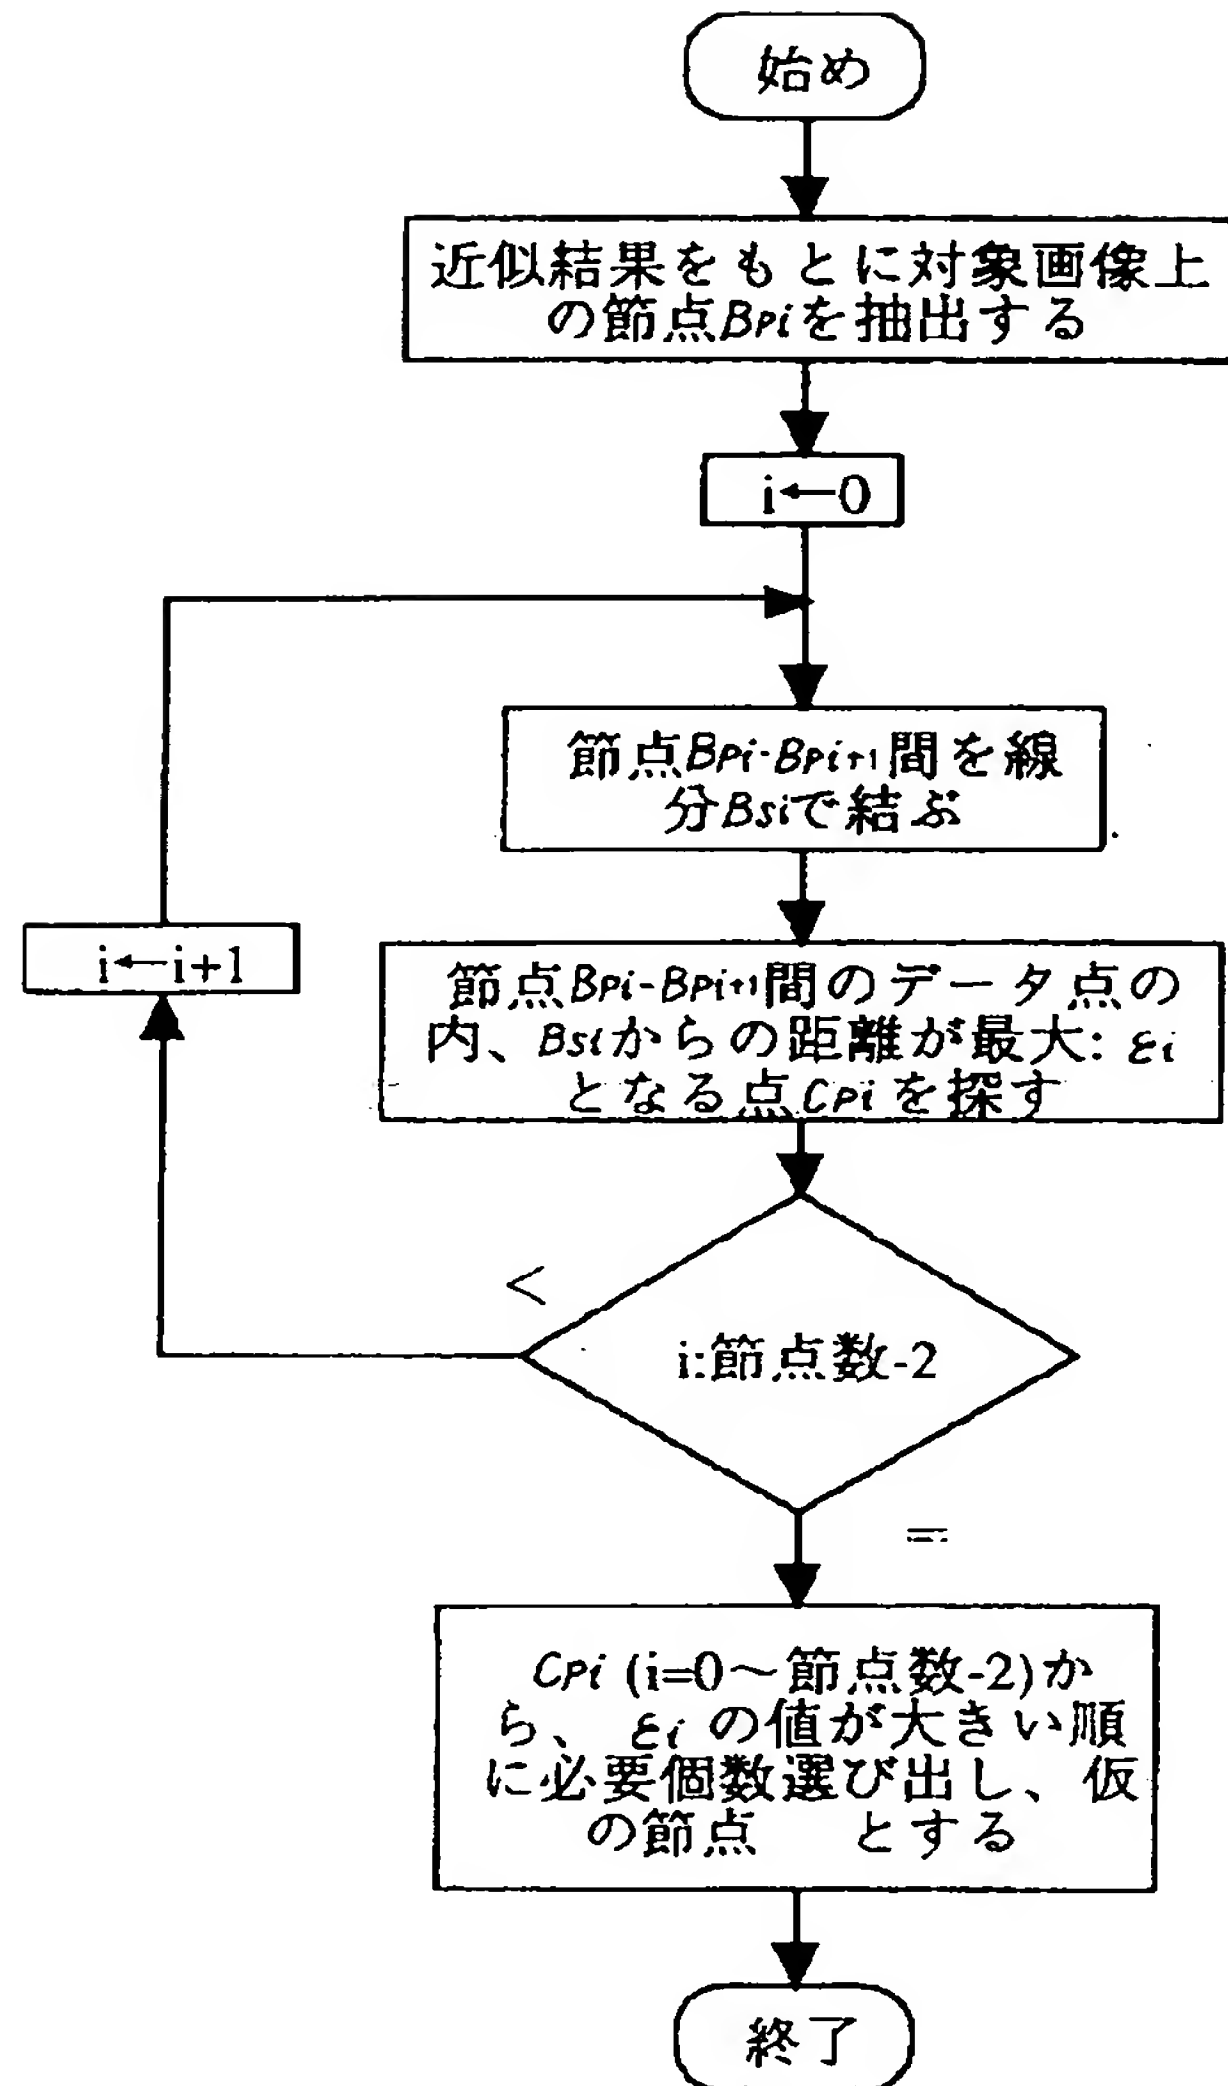 始め
近似結果をもとに対象画像上
の節点Bpiを抽出する
i←0
節点Bpi-Bpi+1間を線
分Bsiで結ぶ
i←i+1
節点Bpi-Bpi+1間のデータ点の
内、Bsiからの距離が最大: εi
となる点Cpiを探す
<
i:節点数-2
=
Cpi (i=0～節点数-2)か
ら、 εi の値が大きい順
に必要個数選び出し、仮
の節点 とする
終了